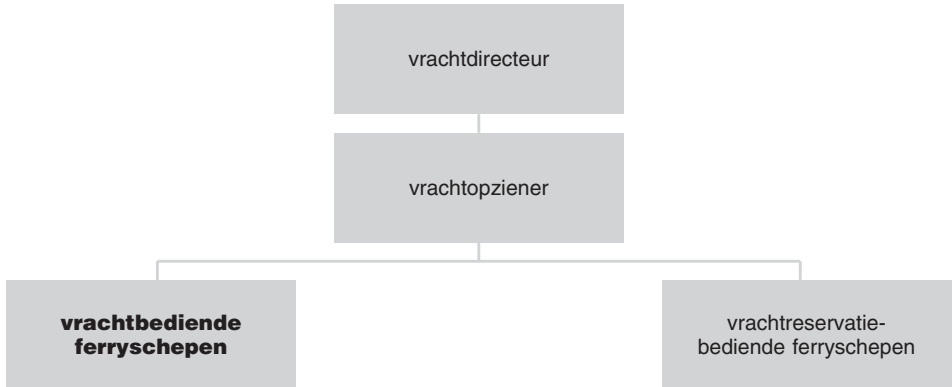 vrachtdirecteur
vrachtopziener
vrachtbediende
ferryschepen
vrachtreservatie-
bediende ferryschepen